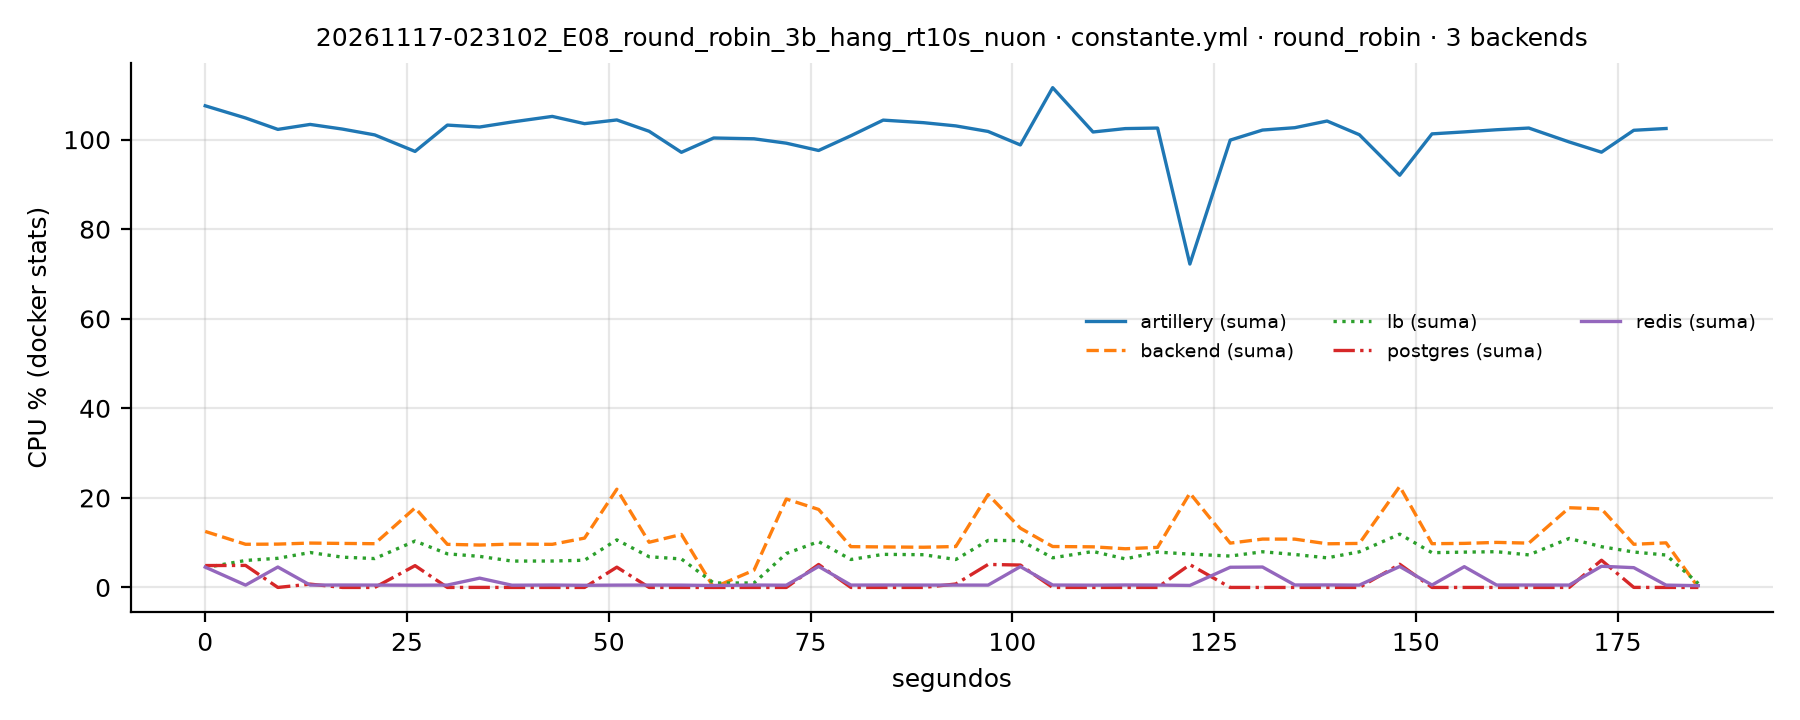 20261117-023102_E08_round_robin_3b_hang_rt10s_nuon · constante.yml · round_robin · 3 backends
CPU % (docker stats)
100
80
60
40
20
0
artillery (suma)
backend (suma)
lb (suma)
postgres (suma)
redis (suma)
0 25 50 75 100 125 150 175
segundos